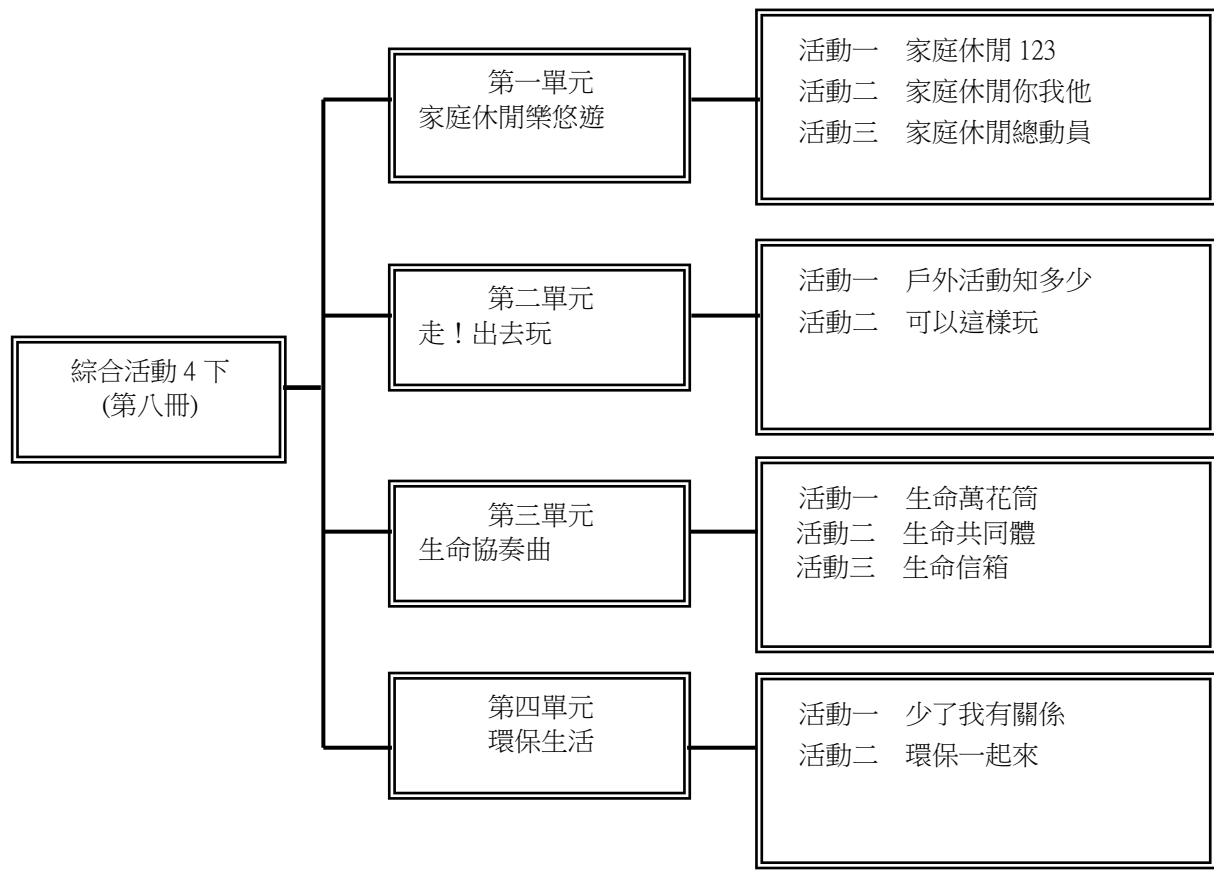 綜合活動 4 下
(第八冊)
第一單元
家庭休閒樂悠遊
活動一　家庭休閒 123
活動二　家庭休閒你我他
活動三　家庭休閒總動員
第二單元
走！出去玩
活動一　戶外活動知多少
活動二　可以這樣玩
第三單元
生命協奏曲
活動一　生命萬花筒
活動二　生命共同體
活動三　生命信箱
第四單元
環保生活
活動一　少了我有關係
活動二　環保一起來